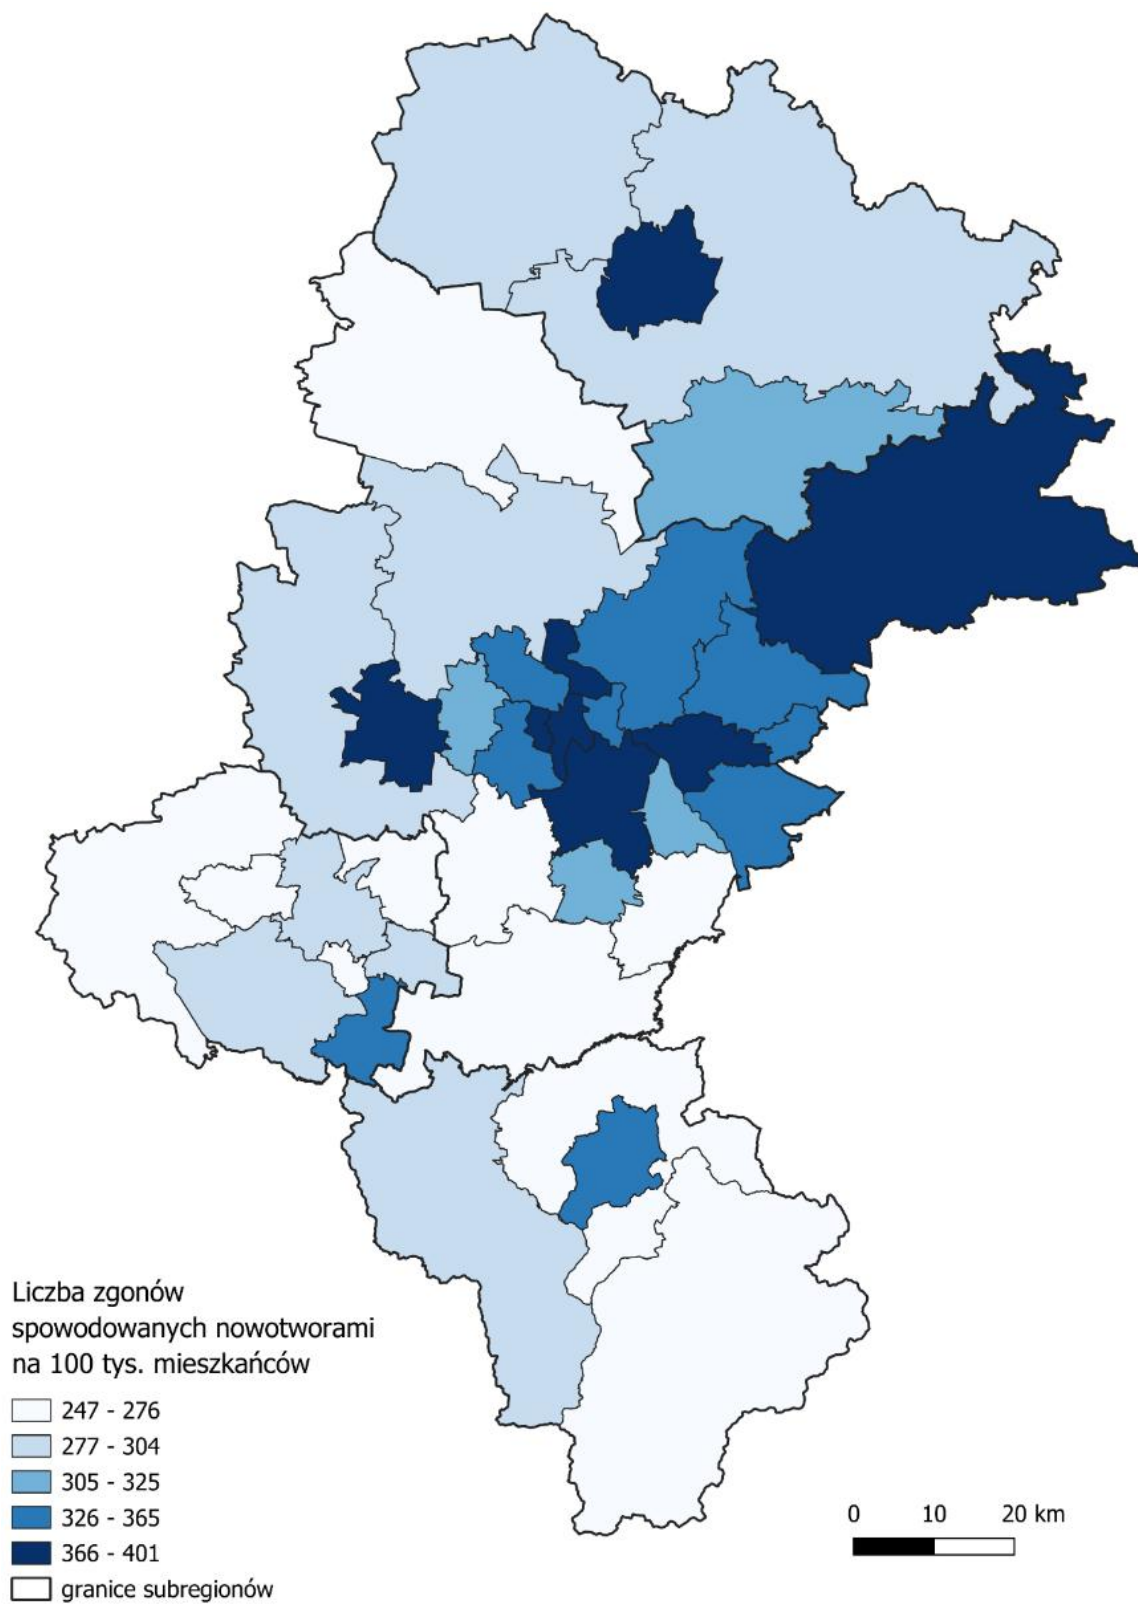 Liczba zgonów
spowodowanych nowotworami
na 100 tys. mieszkańców
247 - 276
277 - 304
305 - 325
326 - 365
366 - 401
granice subregionów
0 10 20 km